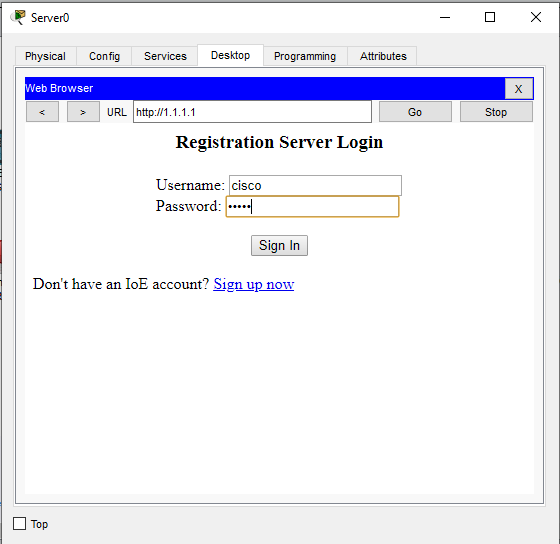 Server0
Physical Config Services Desktop Programming Attributes
Web Browser X
< > URL http://1.1.1.1 Go Stop
Registration Server Login
Username: cisco
Password: •••••
Sign In
Don't have an IoE account? Sign up now
Top